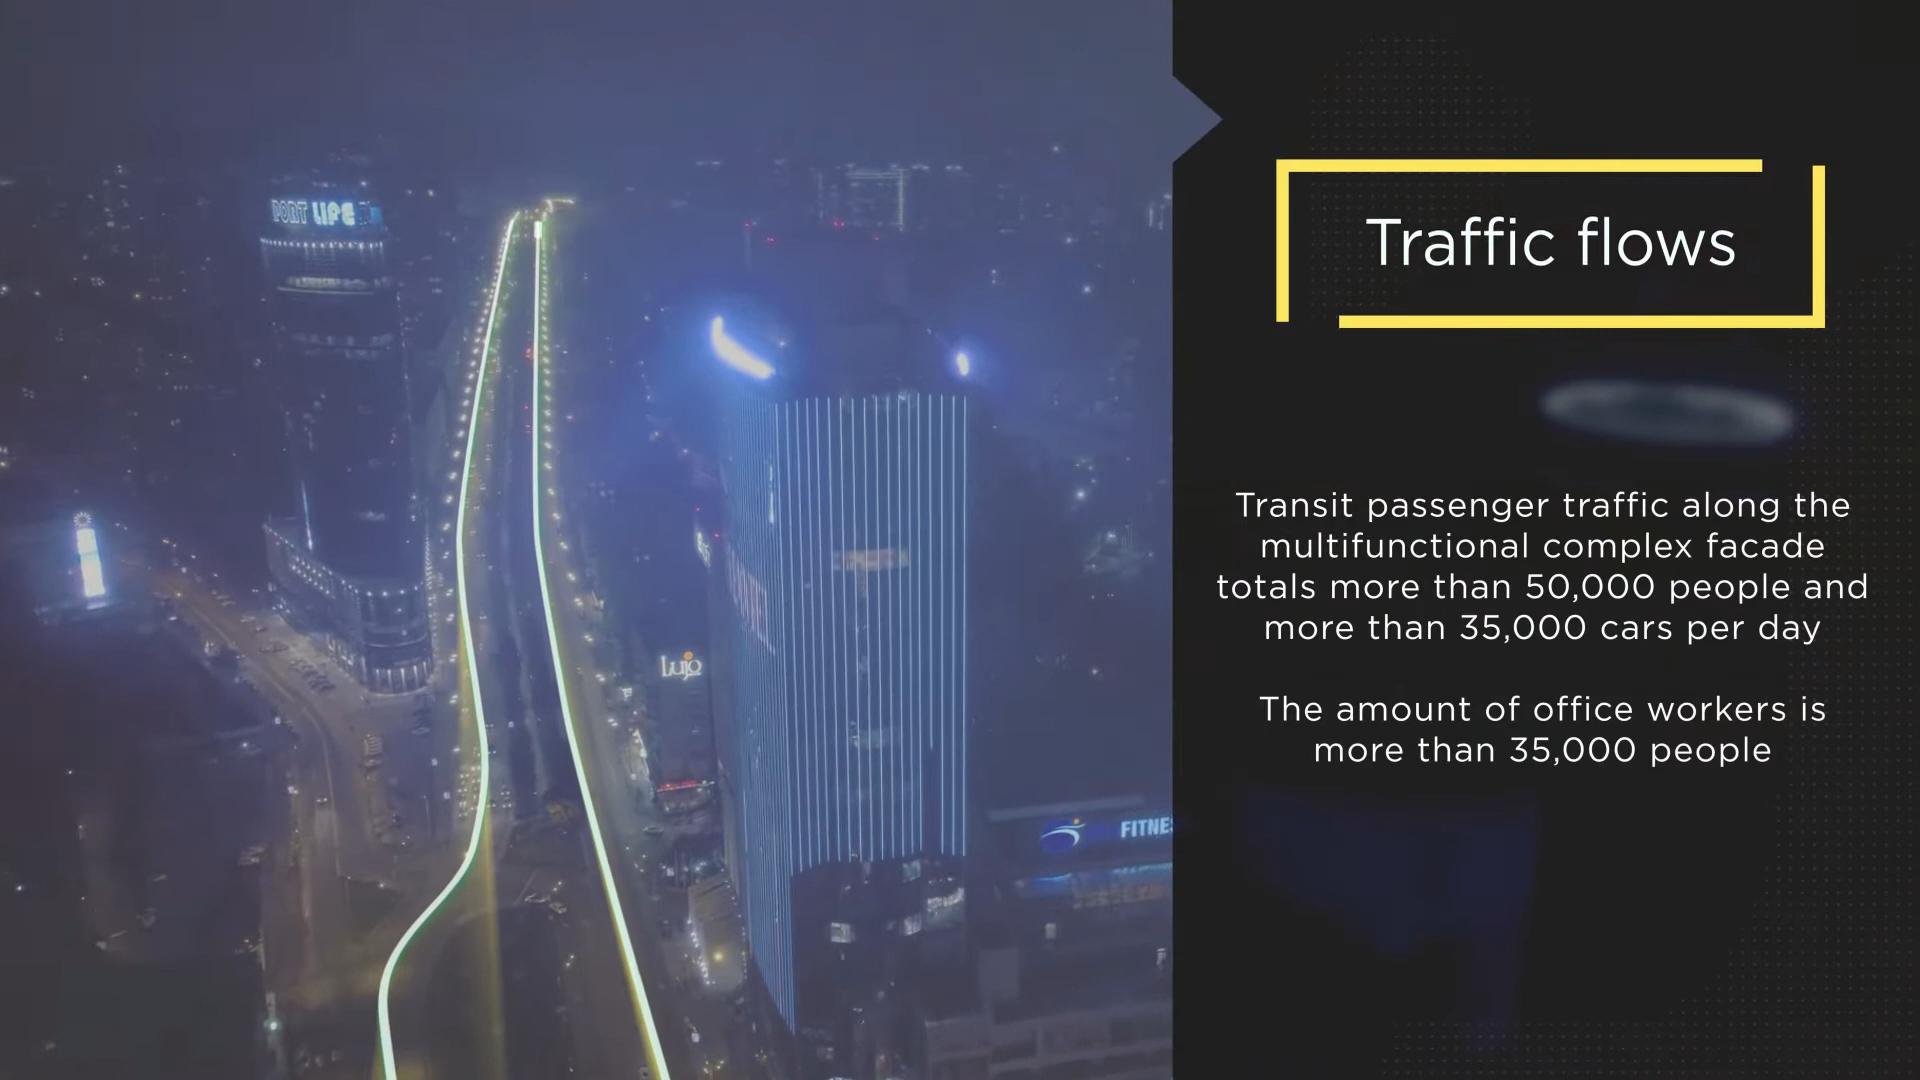 PORT LIFE
Lujo
FITNE
Traffic flows
Transit passenger traffic along the
multifunctional complex facade
totals more than 50,000 people and
more than 35,000 cars per day
The amount of office workers is
more than 35,000 people